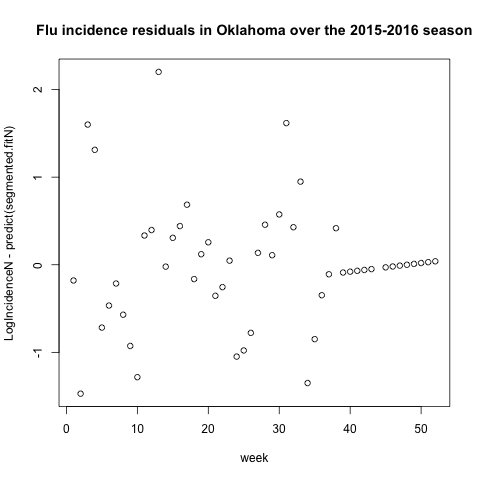 Flu incidence residuals in Oklahoma over the 2015-2016 season
LogIncidenceN - predict(segmented.fitN)
2
1
0
-1
0 10 20 30 40 50
week